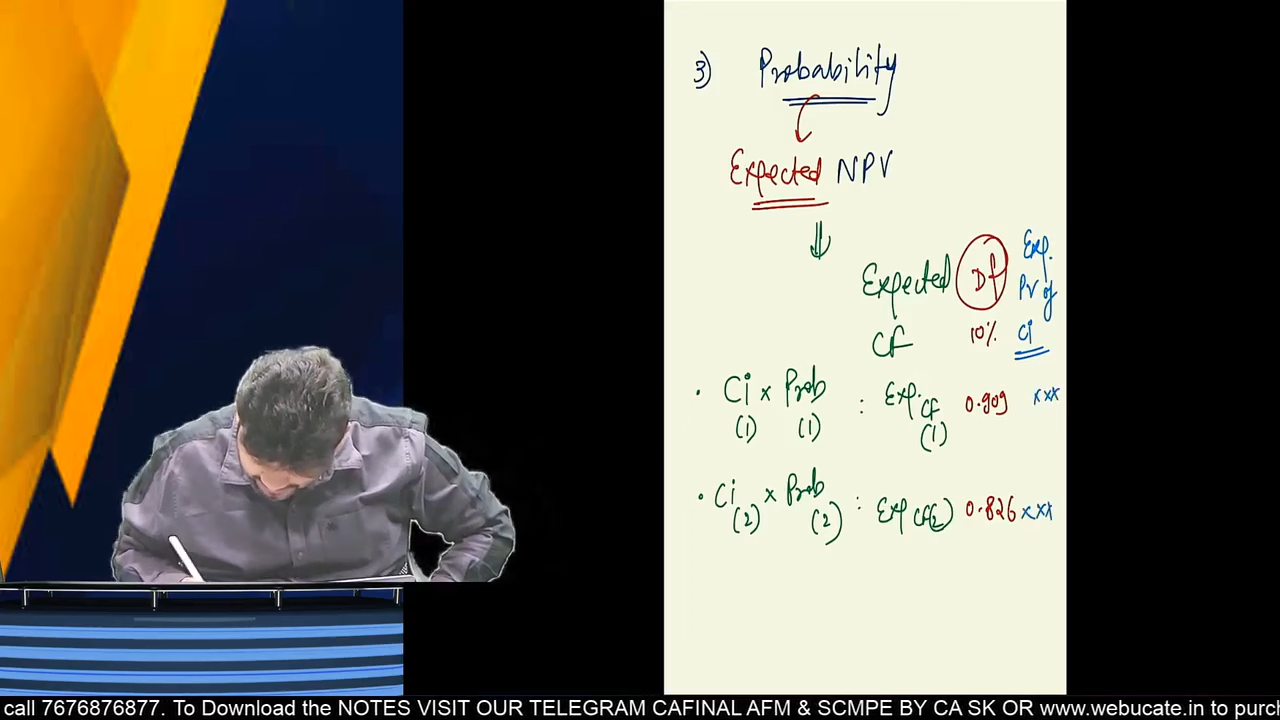 3) Probability
Expected NPV
Expected Df Exp.
PV of
CF 10% Ci
• Ci x Prob : Exp. CF 0.909 xxx
(1) (1) (1)
• Ci x Prob : Exp CF(2) 0.826 xxx
(2) (2)
call 7676876877. To Download the NOTES VISIT OUR TELEGRAM CAFINAL AFM & SCMPE BY CA SK OR www.webucate.in to purch